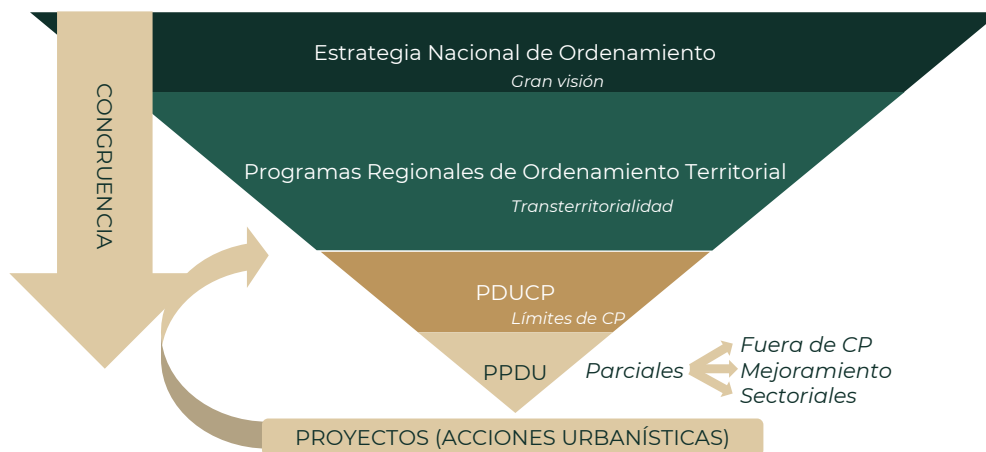 Estrategia Nacional de Ordenamiento
Gran visión
CONGRUENCIA
Programas Regionales de Ordenamiento Territorial
Transterritorialidad
PDUCP
Límites de CP
PPDU
Parciales
Fuera de CP
Mejoramiento
Sectoriales
PROYECTOS (ACCIONES URBANÍSTICAS)